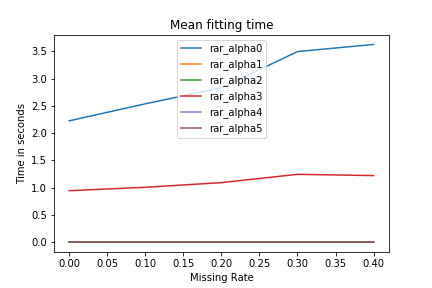 Mean fitting time
Time in seconds
3.5
3.0
2.5
2.0
1.5
1.0
0.5
0.0
rar_alpha0
rar_alpha1
rar_alpha2
rar_alpha3
rar_alpha4
rar_alpha5
0.00 0.05 0.10 0.15 0.20 0.25 0.30 0.35 0.40
Missing Rate